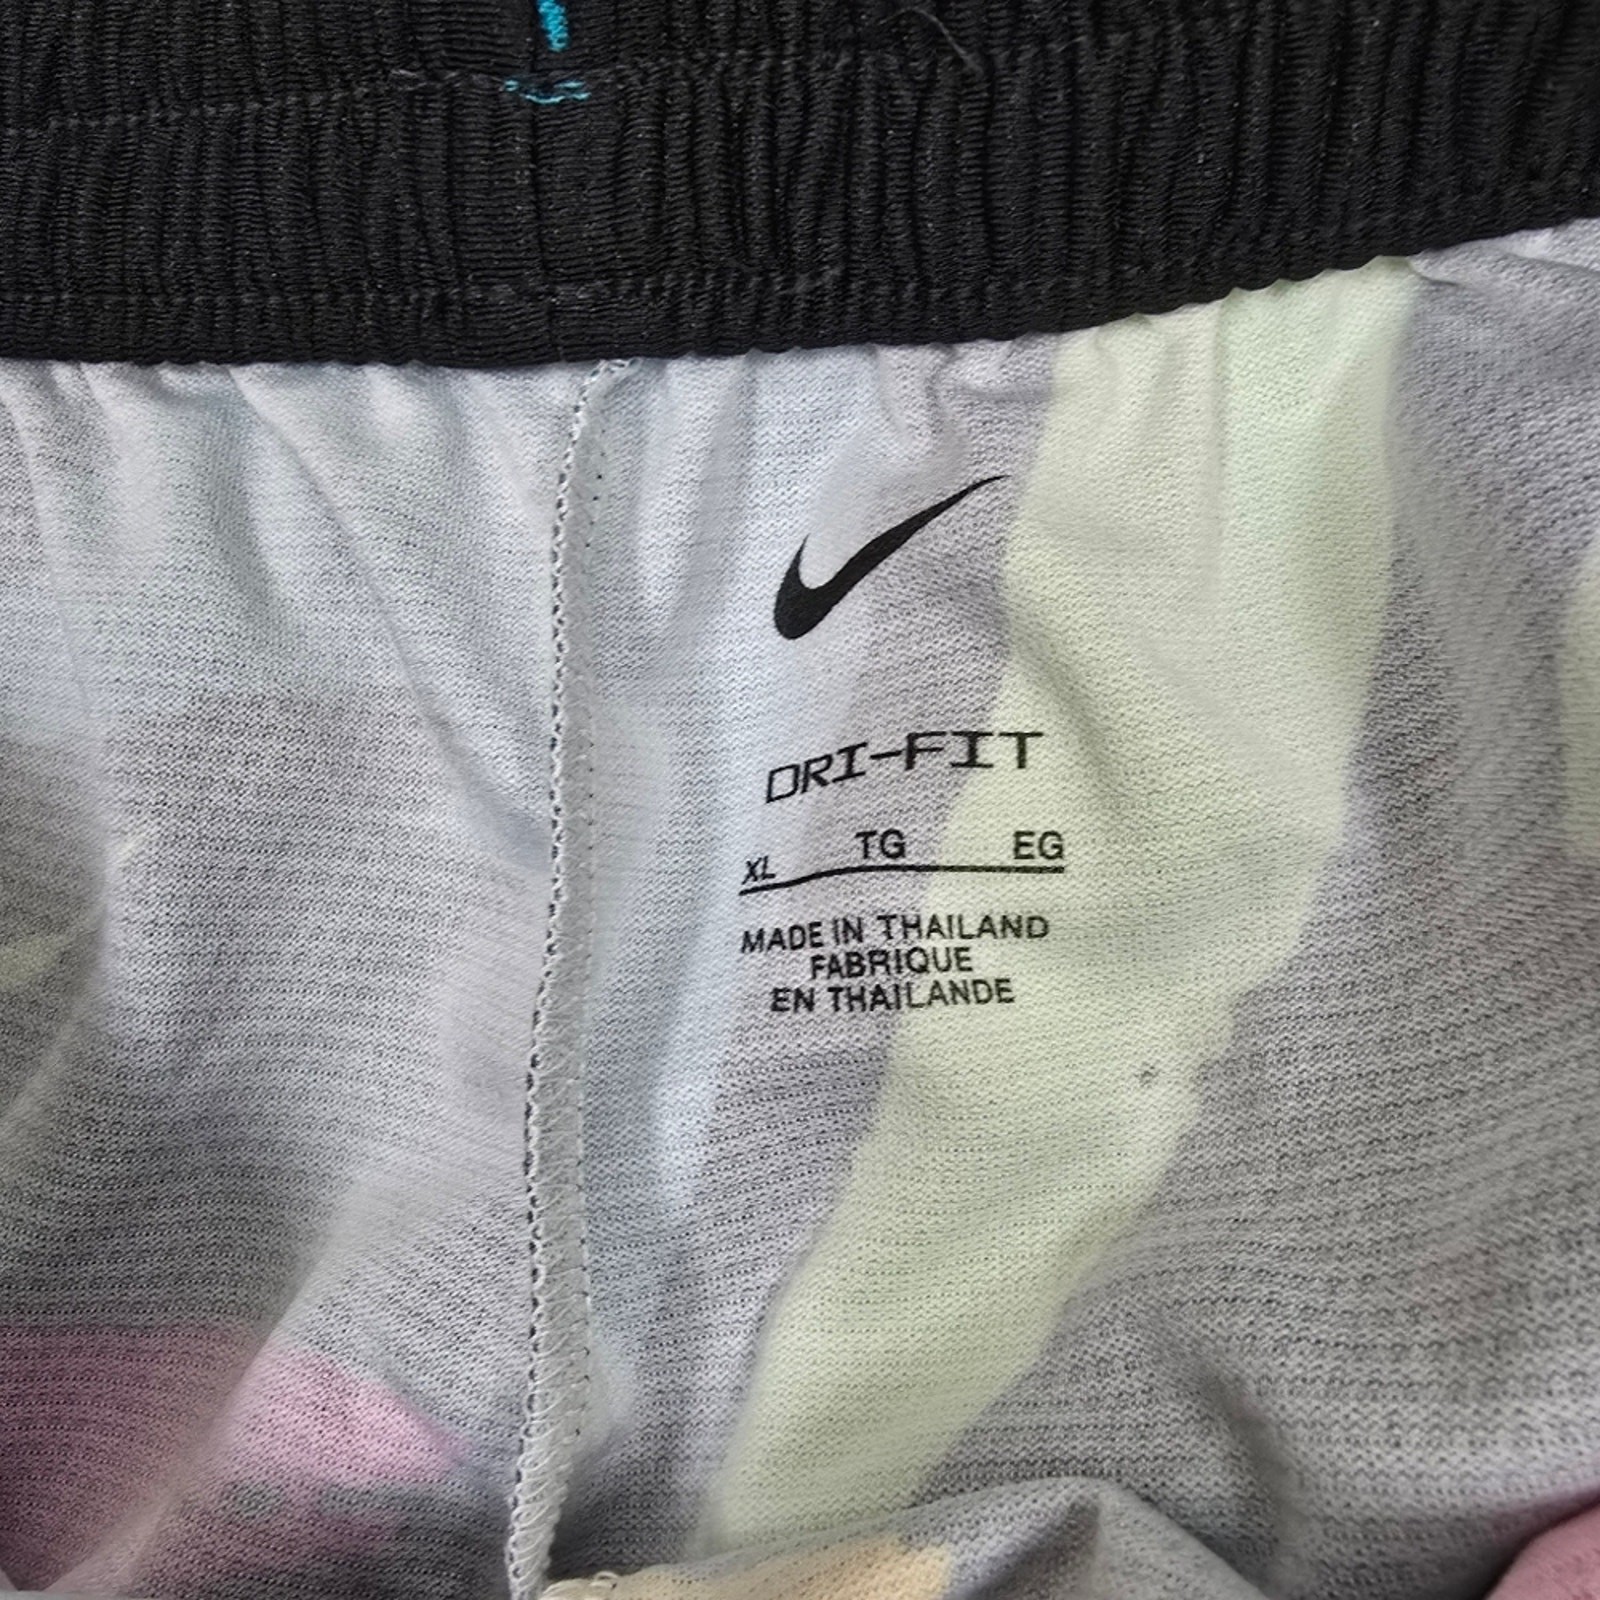 DRI-FIT
XL TG EG
MADE IN THAILAND
FABRIQUE
EN THAILANDE